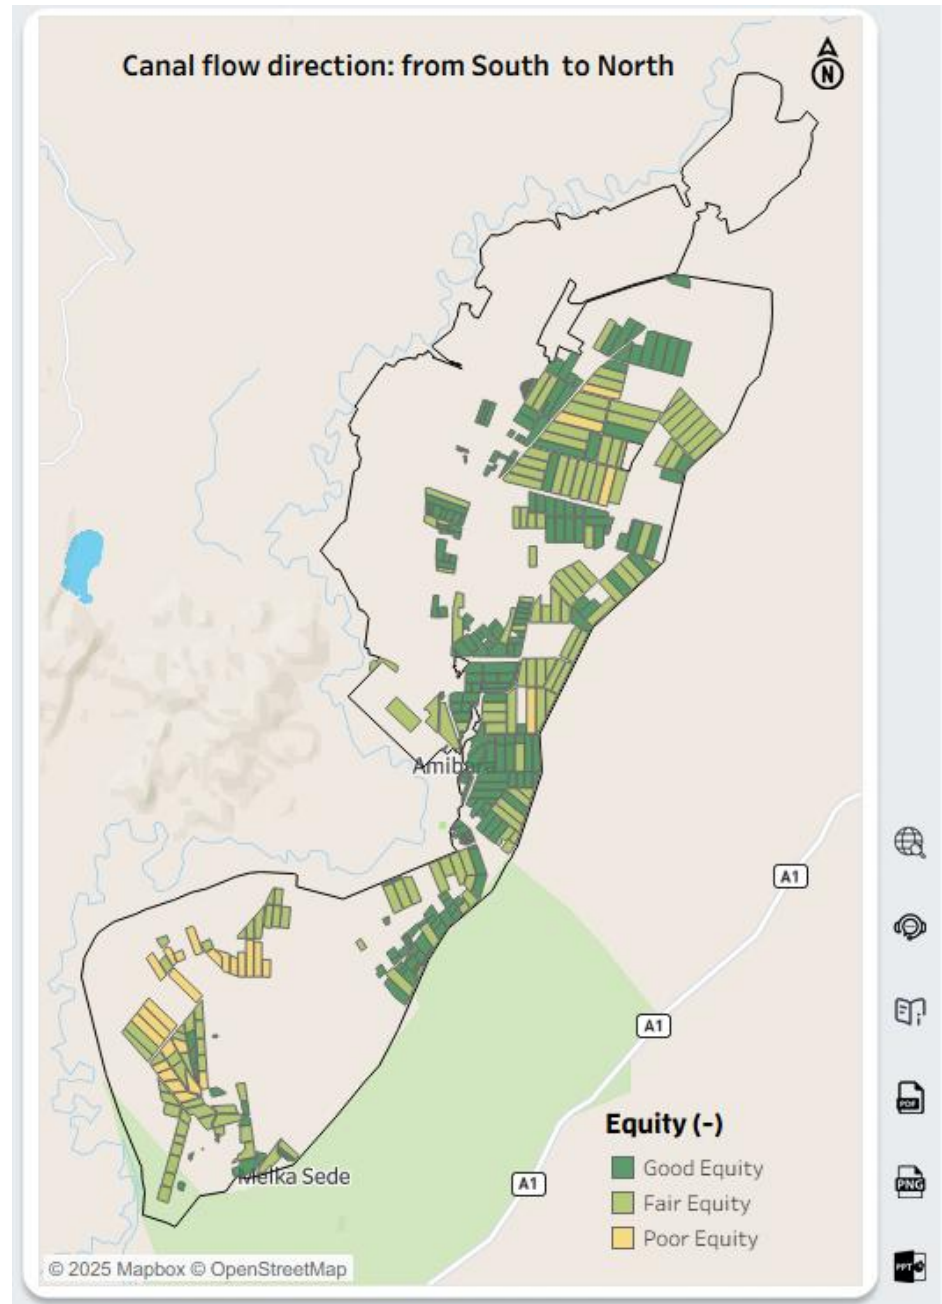 Canal flow direction: from South to North
N
Amibara
A1
A1
Equity (-)
Good Equity
Fair Equity
Poor Equity
Melka Sede
A1
© 2025 Mapbox © OpenStreetMap
PDF
PNG
PPT